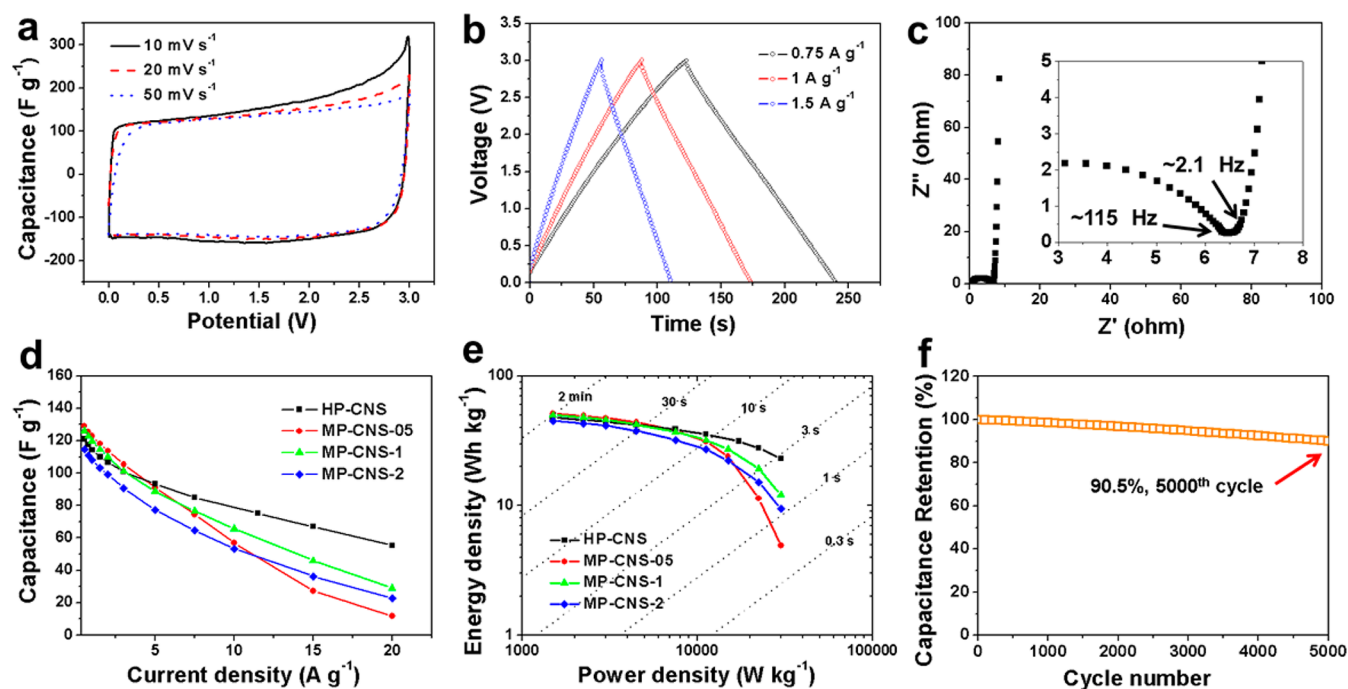 a
10 mV s⁻¹
20 mV s⁻¹
50 mV s⁻¹
Capacitance (F g⁻¹)
300
200
100
0
-100
-200
0.0 0.5 1.0 1.5 2.0 2.5 3.0
Potential (V)
b
0.75 A g⁻¹
1 A g⁻¹
1.5 A g⁻¹
Voltage (V)
3.5
3.0
2.5
2.0
1.5
1.0
0.5
0.0
0 50 100 150 200 250
Time (s)
c
Z'' (ohm)
100
80
60
40
20
0
0 20 40 60 80 100
Z' (ohm)
5
4
3
2
1
0
3 4 5 6 7 8
~2.1 Hz
~115 Hz
d
HP-CNS
MP-CNS-05
MP-CNS-1
MP-CNS-2
Capacitance (F g⁻¹)
160
140
120
100
80
60
40
20
0
5 10 15 20
Current density (A g⁻¹)
e
2 min
30 s
10 s
3 s
1 s
0.3 s
HP-CNS
MP-CNS-05
MP-CNS-1
MP-CNS-2
Energy density (Wh kg⁻¹)
100
10
1
1000 10000 100000
Power density (W kg⁻¹)
f
Capacitance Retention (%)
120
100
80
60
40
20
0
0 1000 2000 3000 4000 5000
90.5%, 5000th cycle
Cycle number